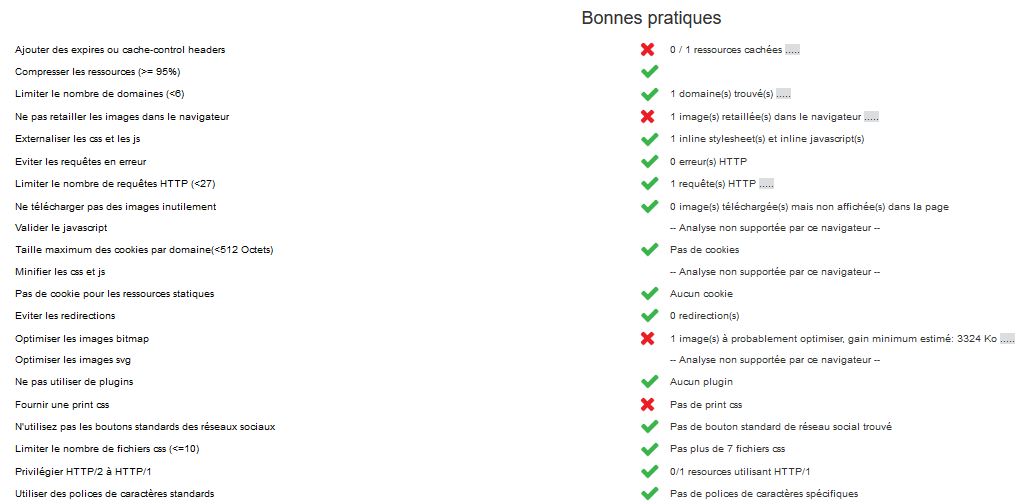 Bonnes pratiques
Ajouter des expires ou cache-control headers 0 / 1 ressources cachées .....
Compresser les ressources (>= 95%)
Limiter le nombre de domaines (<6) 1 domaine(s) trouvé(s) .....
Ne pas retailler les images dans le navigateur 1 image(s) retaillée(s) dans le navigateur .....
Externaliser les css et les js 1 inline stylesheet(s) et inline javascript(s)
Eviter les requêtes en erreur 0 erreur(s) HTTP
Limiter le nombre de requêtes HTTP (<27) 1 requête(s) HTTP .....
Ne télécharger pas des images inutilement 0 image(s) téléchargée(s) mais non affichée(s) dans la page
Valider le javascript -- Analyse non supportée par ce navigateur --
Taille maximum des cookies par domaine(<512 Octets) Pas de cookies
Minifier les css et js -- Analyse non supportée par ce navigateur --
Pas de cookie pour les ressources statiques Aucun cookie
Eviter les redirections 0 redirection(s)
Optimiser les images bitmap 1 image(s) à probablement optimiser, gain minimum estimé: 3324 Ko .....
Optimiser les images svg -- Analyse non supportée par ce navigateur --
Ne pas utiliser de plugins Aucun plugin
Fournir une print css Pas de print css
N'utilisez pas les boutons standards des réseaux sociaux Pas de bouton standard de réseau social trouvé
Limiter le nombre de fichiers css (<=10) Pas plus de 7 fichiers css
Privilégier HTTP/2 à HTTP/1 0/1 resources utilisant HTTP/1
Utiliser des polices de caractères standards Pas de polices de caractères spécifiques